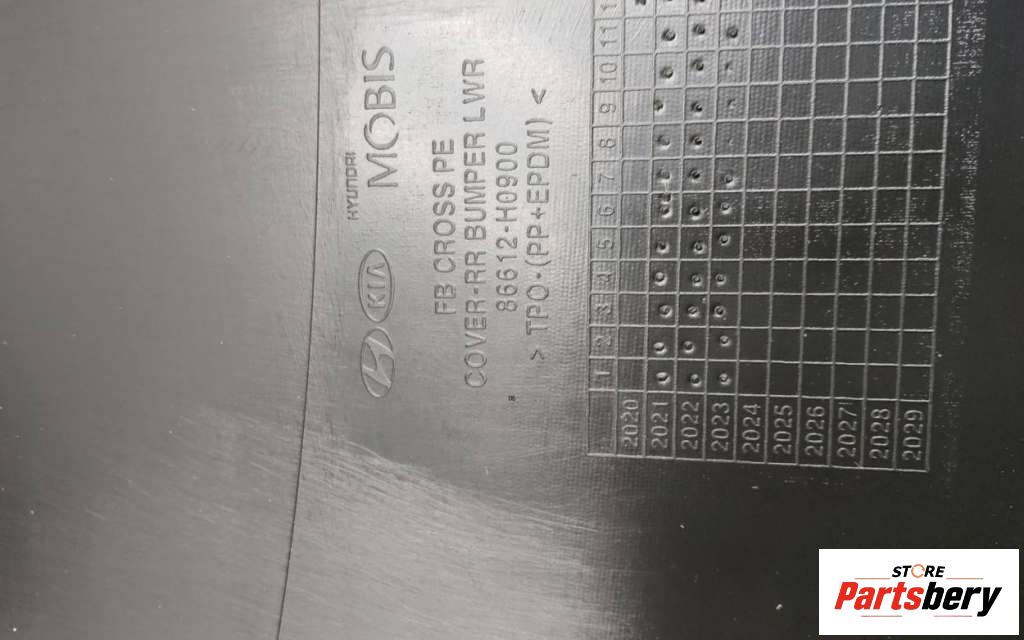 HYUNDAI
MOBIS
KIA
FB CROSS PE
COVER-RR BUMPER LWR
86612-H0900
> TPO-(PP+EPDM) <
1 2 3 4 5 6 7 8 9 10 11
2020
2021
2022
2023
2024
2025
2026
2027
2028
2029
STORE
Partsbery